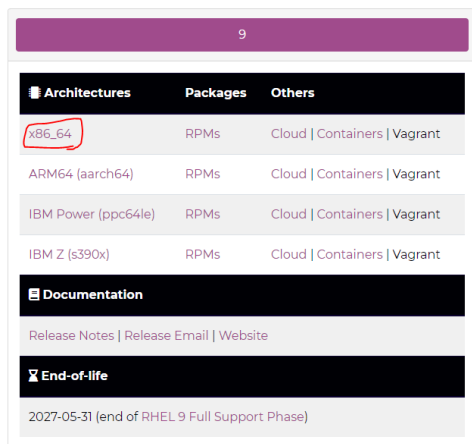 9
Architectures Packages Others
x86_64 RPMs Cloud | Containers | Vagrant
ARM64 (aarch64) RPMs Cloud | Containers | Vagrant
IBM Power (ppc64le) RPMs Cloud | Containers | Vagrant
IBM Z (s390x) RPMs Cloud | Containers | Vagrant
Documentation
Release Notes | Release Email | Website
End-of-life
2027-05-31 (end of RHEL 9 Full Support Phase)